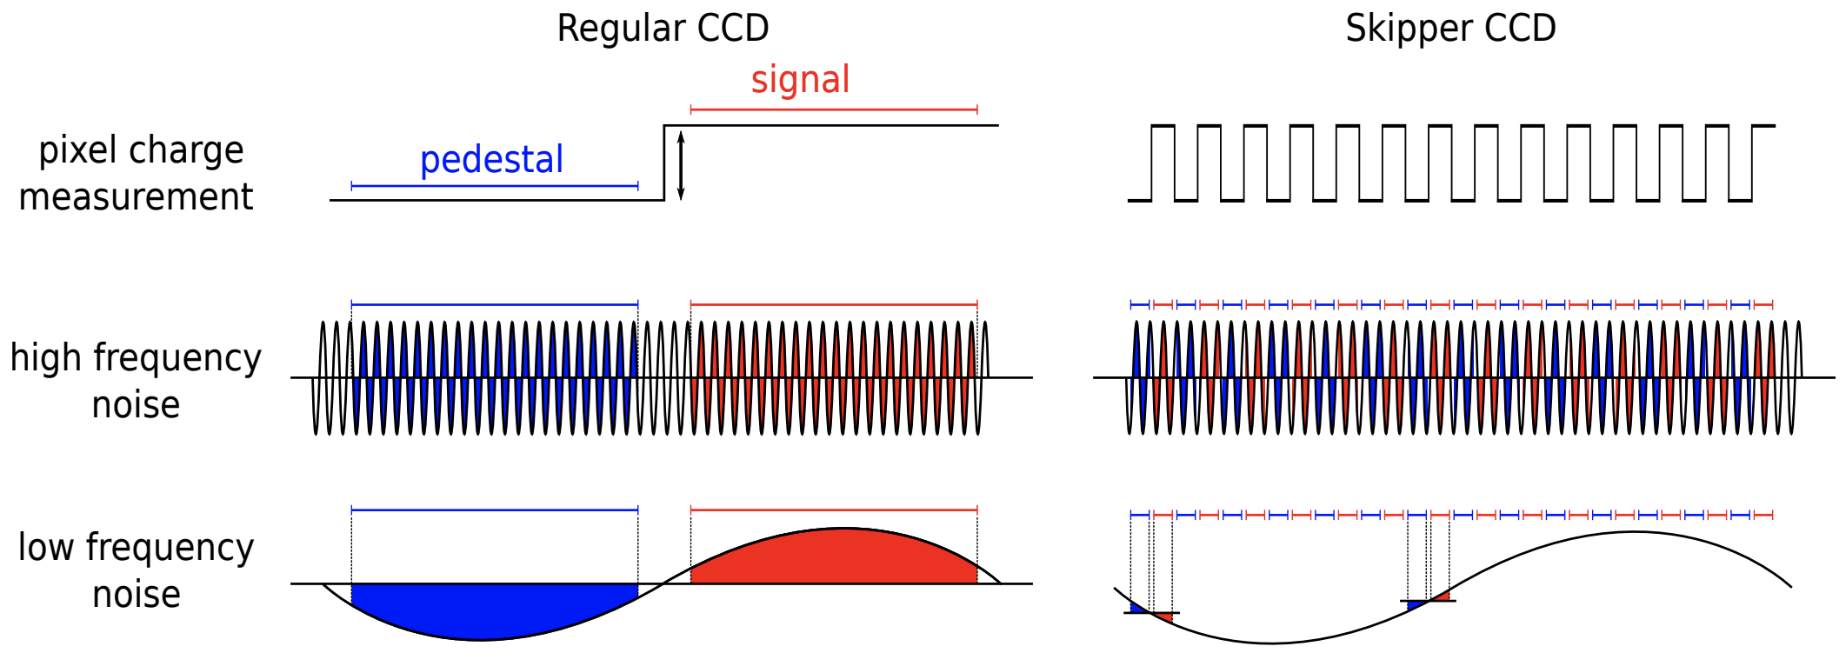 Regular CCD
Skipper CCD
signal
pedestal
pixel charge
measurement
high frequency
noise
low frequency
noise